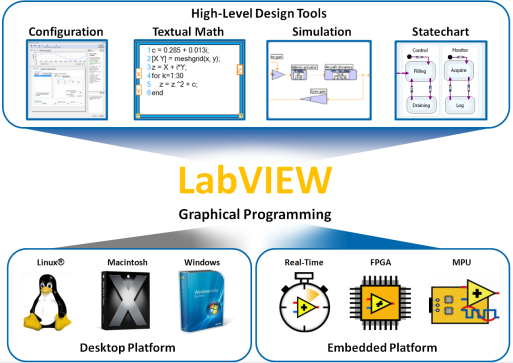 High-Level Design Tools
Configuration
Textual Math
Simulation
Statechart
1 c = 0.285 + 0.013i;
2 [X Y] = meshgrid(x, y);
3 z = X + i*Y;
4 for k=1:30
5 z = z.^2 + c;
6 end
Control
Monitor
Filling
Acquire
Draining
Log
LabVIEW
Graphical Programming
Linux®
Macintosh
Windows
Real-Time
FPGA
MPU
Desktop Platform
Embedded Platform